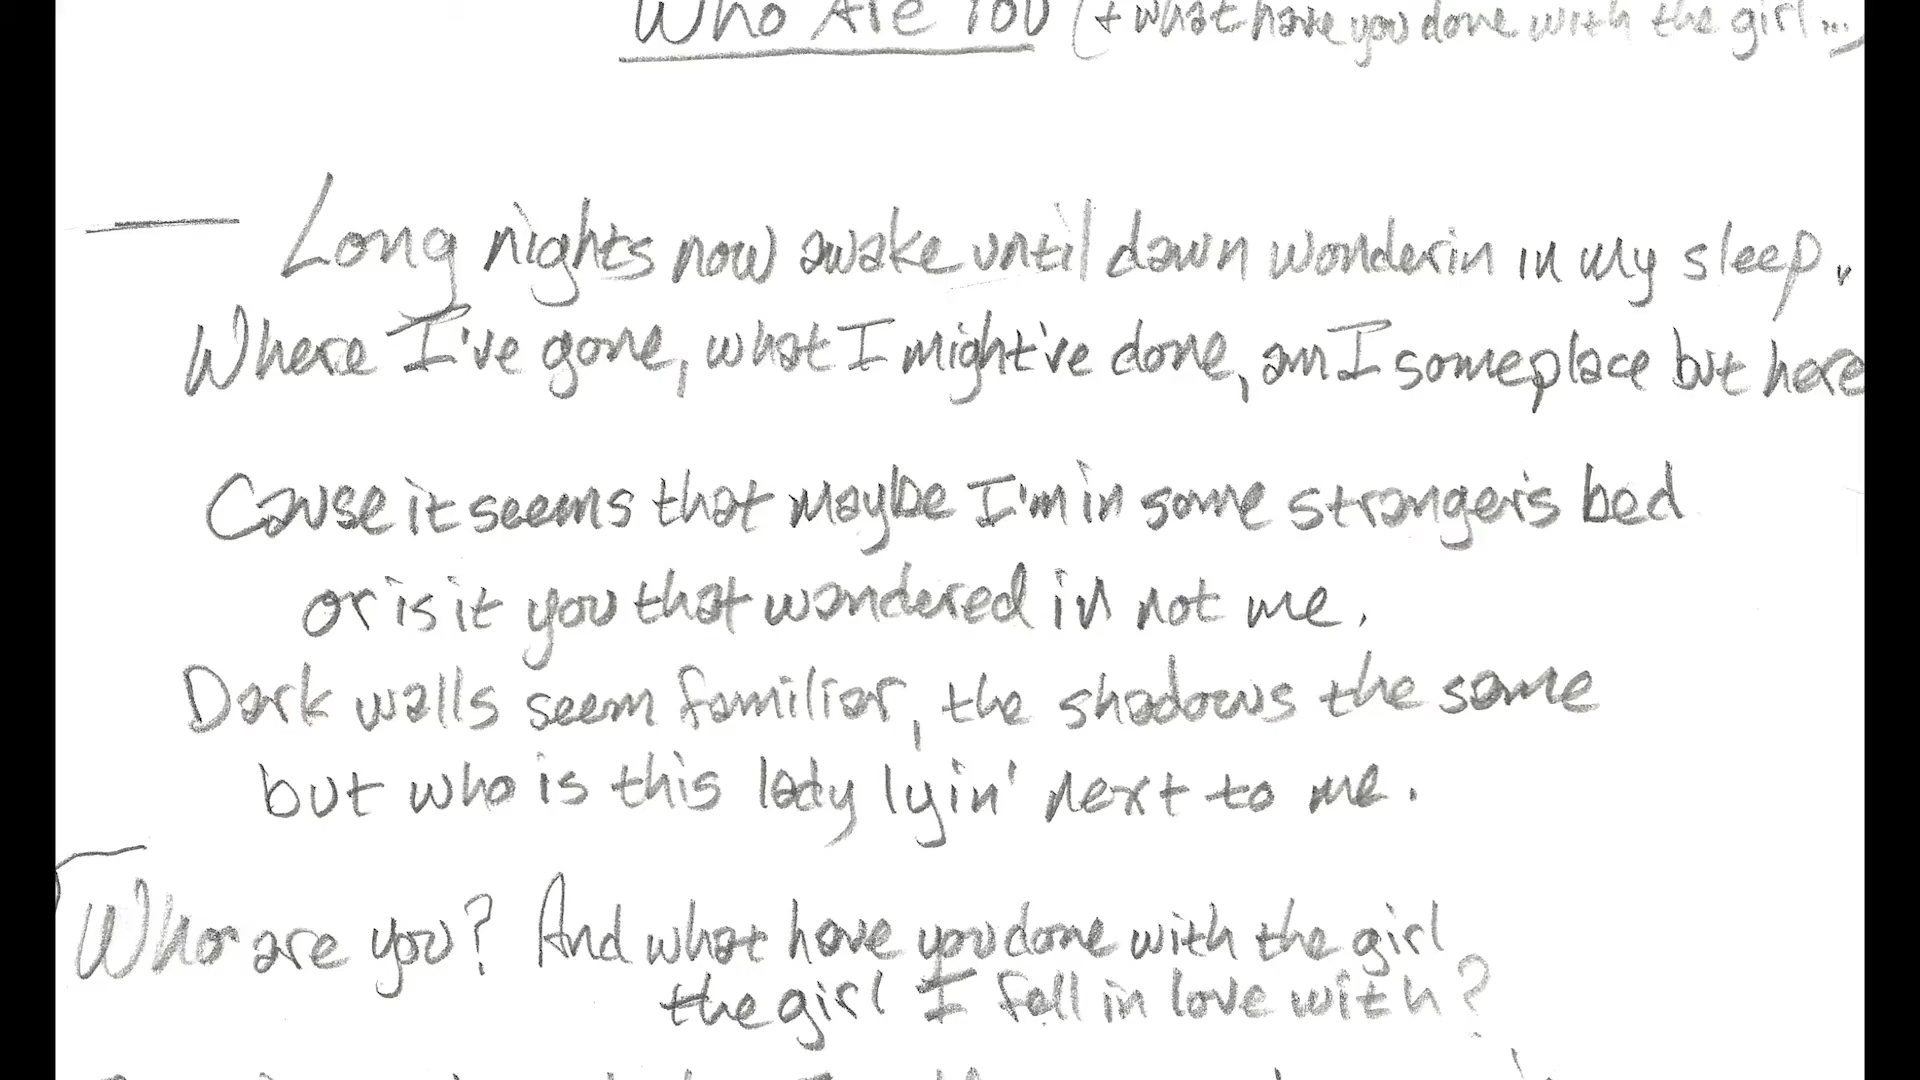 Who Are You (+ what have you done with the girl...)
Long nights now awake until dawn wonderin in my sleep.
Where I've gone, what I might've done, am I someplace but here
Cause it seems that maybe I'm in some stranger's bed
or is it you that wandered in not me.
Dark walls seem familiar, the shadows the same
but who is this lady lyin' next to me.
Who are you? And what have you done with the girl
the girl I fell in love with?